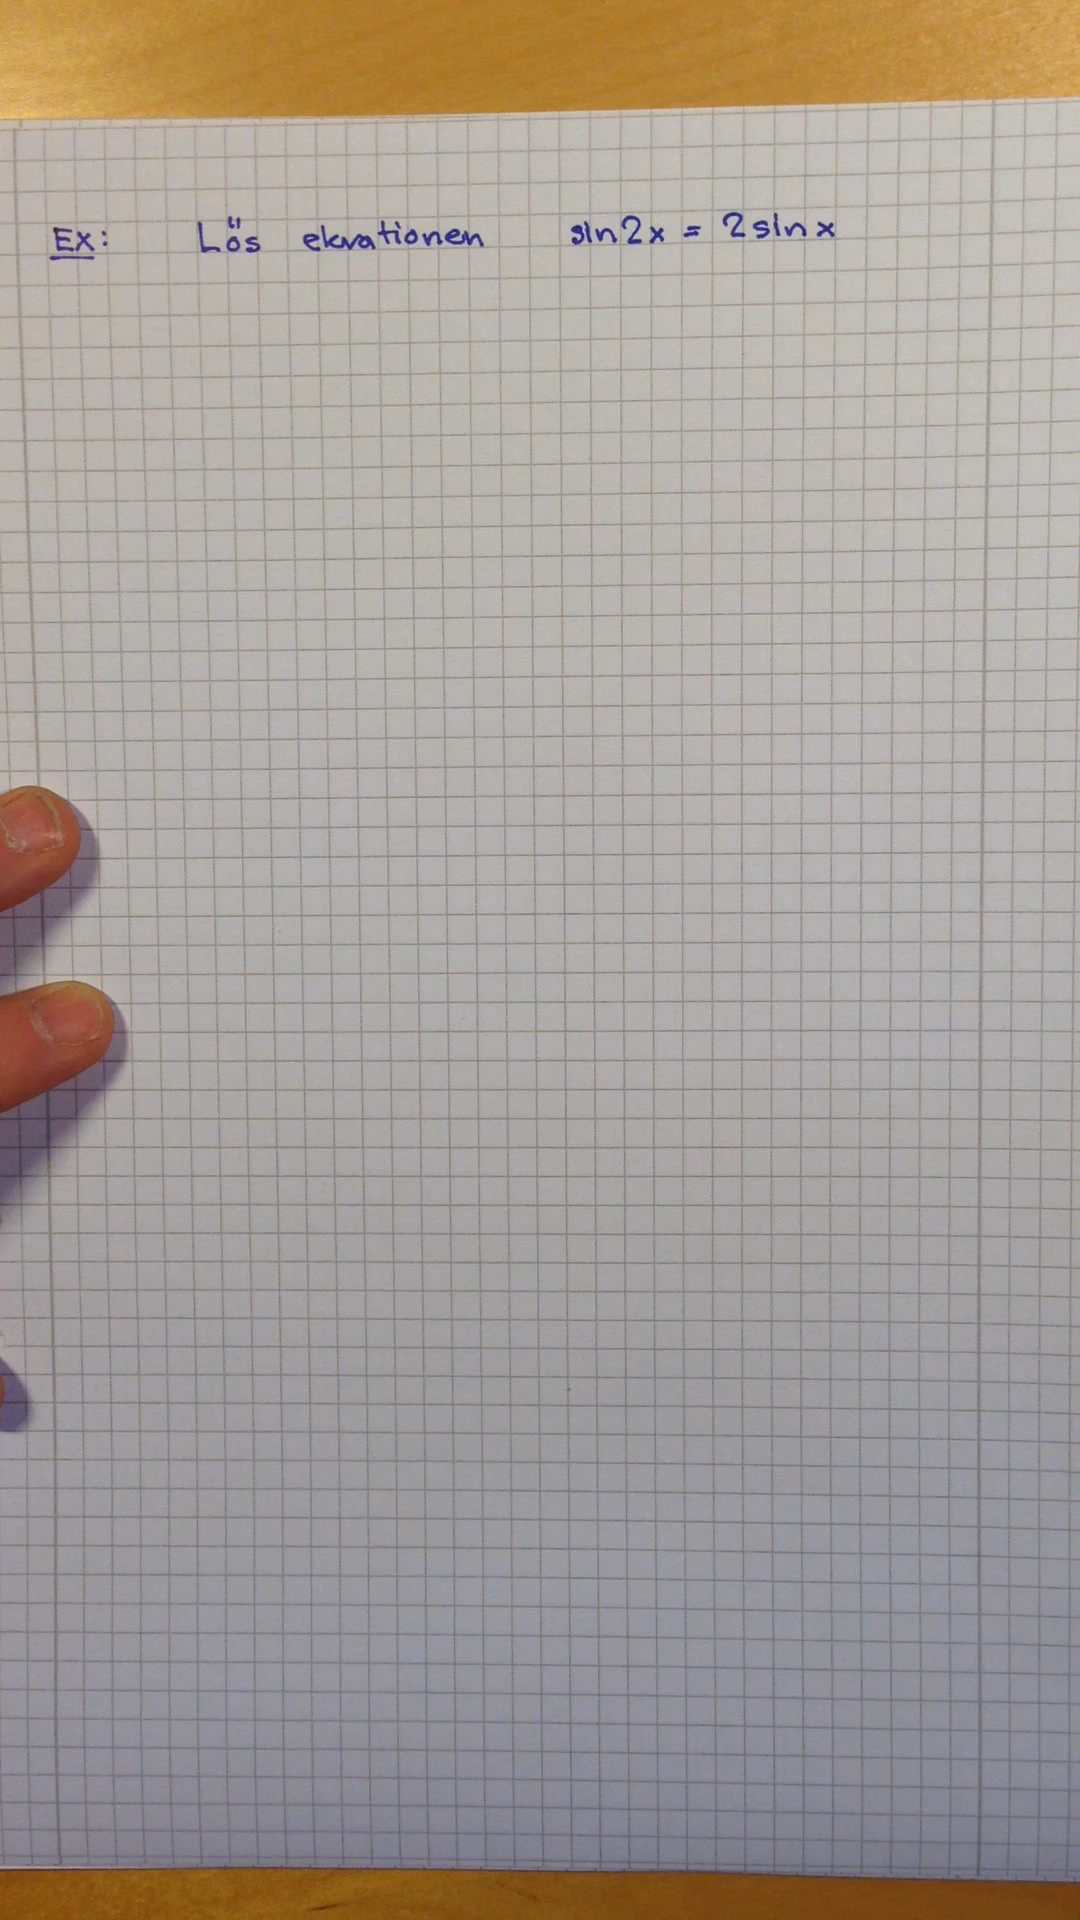 Ex: Lös ekvationen sin2x = 2sinx